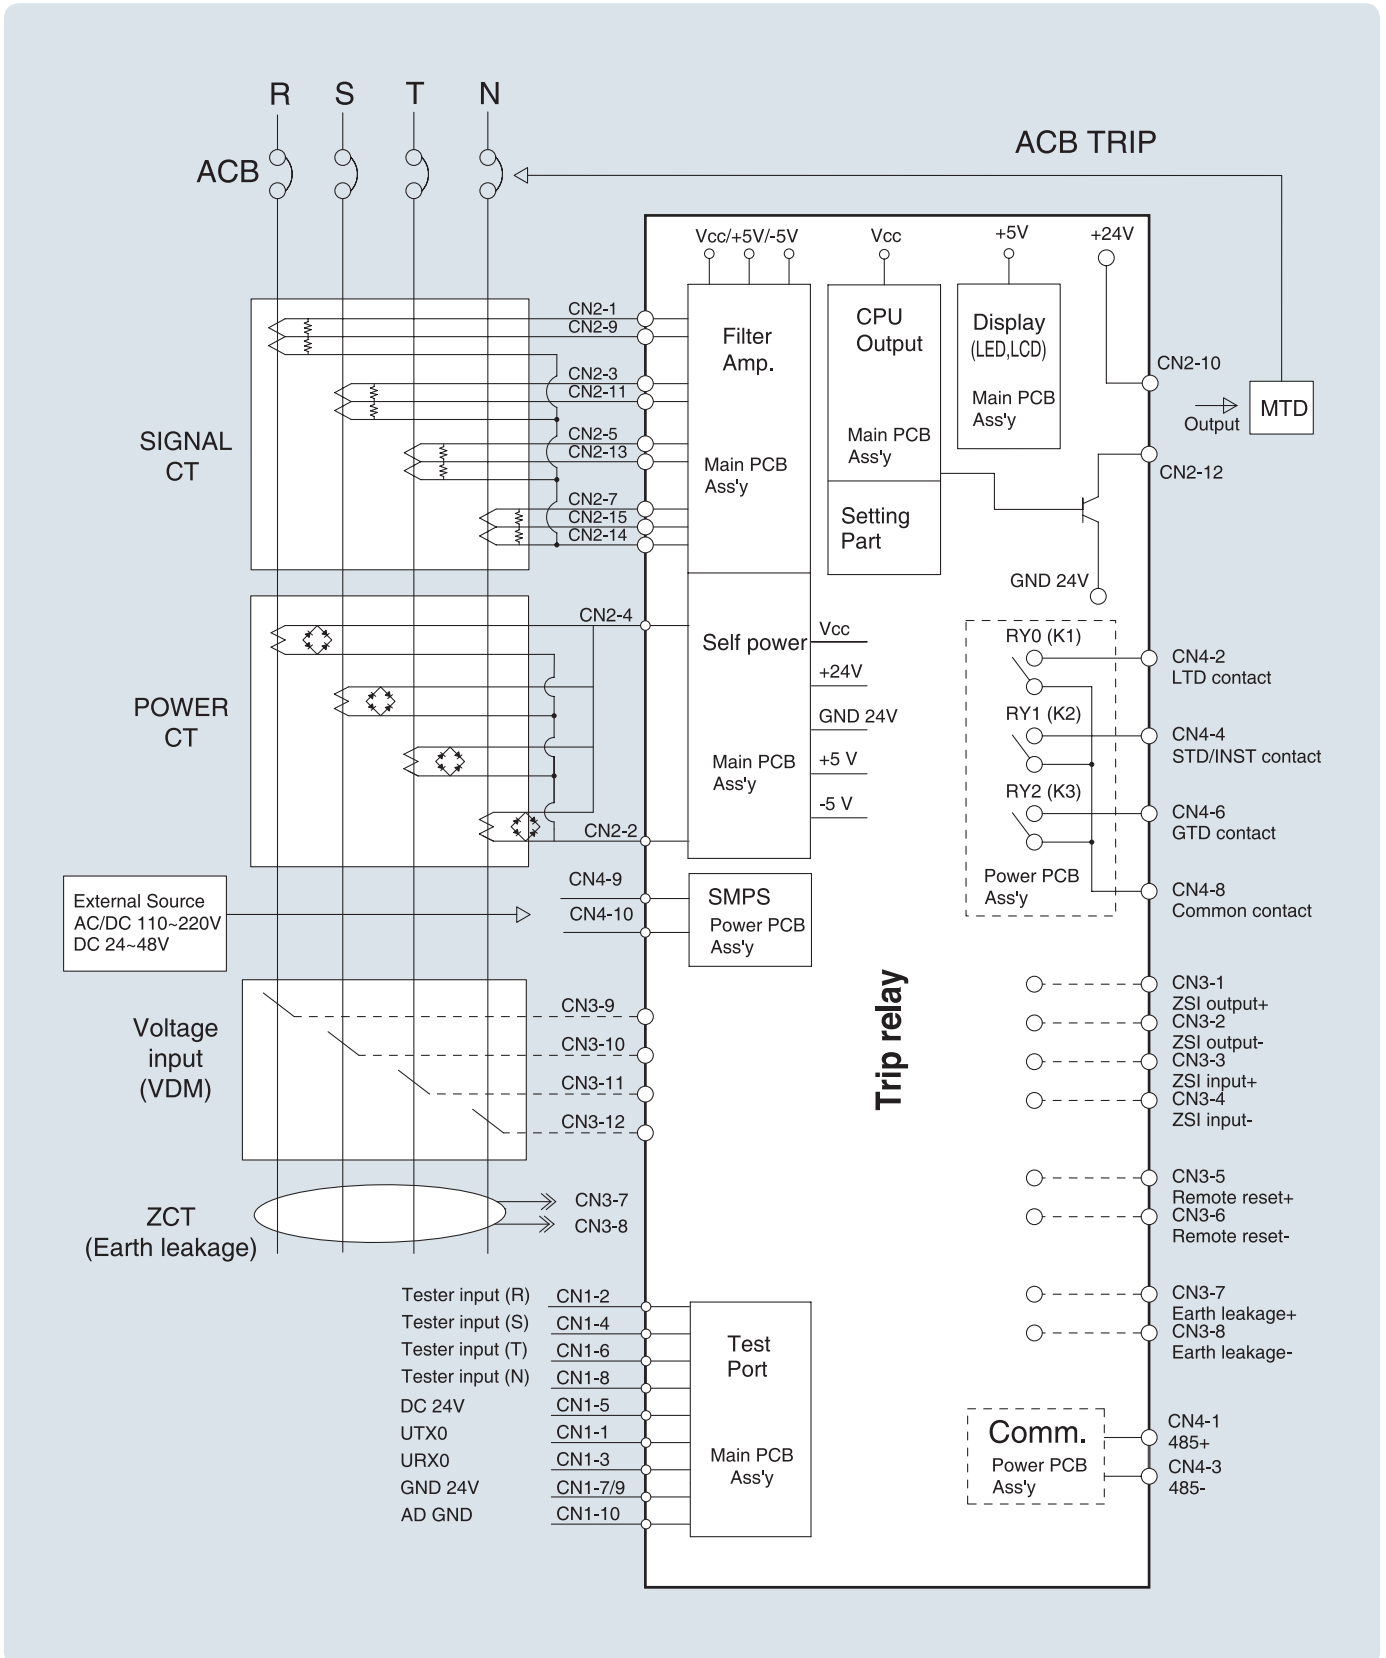 R S T N
ACB TRIP
ACB
Vcc/+5V/-5V
Vcc
+5V
+24V
CN2-1
CN2-9
CN2-3
CN2-11
CN2-5
CN2-13
CN2-7
CN2-15
CN2-14
SIGNAL
CT
Filter
Amp.
Main PCB
Ass'y
CPU
Output
Main PCB
Ass'y
Setting
Part
Display
(LED,LCD)
Main PCB
Ass'y
CN2-10
Output
MTD
CN2-12
GND 24V
POWER
CT
CN2-4
CN2-2
Self power
Main PCB
Ass'y
Vcc
+24V
GND 24V
+5 V
-5 V
RY0 (K1)
RY1 (K2)
RY2 (K3)
Power PCB
Ass'y
CN4-2
LTD contact
CN4-4
STD/INST contact
CN4-6
GTD contact
CN4-8
Common contact
External Source
AC/DC 110~220V
DC 24~48V
CN4-9
CN4-10
SMPS
Power PCB
Ass'y
Trip relay
Voltage
input
(VDM)
CN3-9
CN3-10
CN3-11
CN3-12
CN3-1
ZSI output+
CN3-2
ZSI output-
CN3-3
ZSI input+
CN3-4
ZSI input-
CN3-5
Remote reset+
CN3-6
Remote reset-
ZCT
(Earth leakage)
CN3-7
CN3-8
CN3-7
Earth leakage+
CN3-8
Earth leakage-
Tester input (R) CN1-2
Tester input (S) CN1-4
Tester input (T) CN1-6
Tester input (N) CN1-8
DC 24V CN1-5
UTX0 CN1-1
URX0 CN1-3
GND 24V CN1-7/9
AD GND CN1-10
Test
Port
Main PCB
Ass'y
Comm.
Power PCB
Ass'y
CN4-1
485+
CN4-3
485-